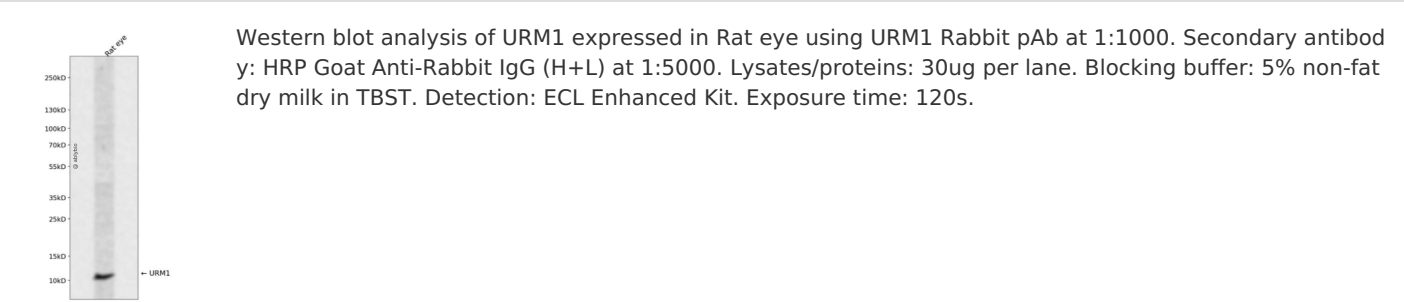 Rat eye
250kD
130kD
100kD
70kD
55kD
35kD
25kD
15kD
10kD
© ablybio
← URM1
Western blot analysis of URM1 expressed in Rat eye using URM1 Rabbit pAb at 1:1000. Secondary antibod
y: HRP Goat Anti-Rabbit IgG (H+L) at 1:5000. Lysates/proteins: 30ug per lane. Blocking buffer: 5% non-fat
dry milk in TBST. Detection: ECL Enhanced Kit. Exposure time: 120s.